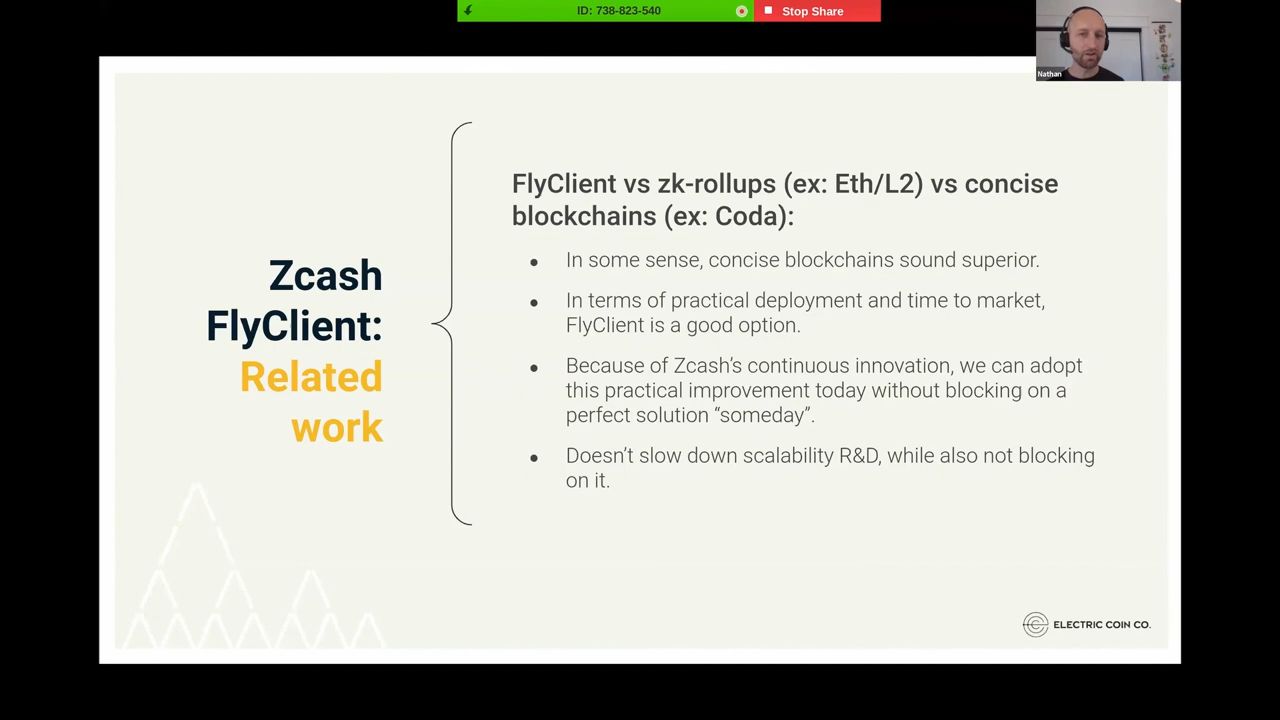 ID: 738-823-540
Stop Share
Nathan
Zcash
FlyClient:
Related
work
FlyClient vs zk-rollups (ex: Eth/L2) vs concise
blockchains (ex: Coda):
● In some sense, concise blockchains sound superior.
● In terms of practical deployment and time to market,
FlyClient is a good option.
● Because of Zcash’s continuous innovation, we can adopt
this practical improvement today without blocking on a
perfect solution “someday”.
● Doesn’t slow down scalability R&D, while also not blocking
on it.
ELECTRIC COIN CO.